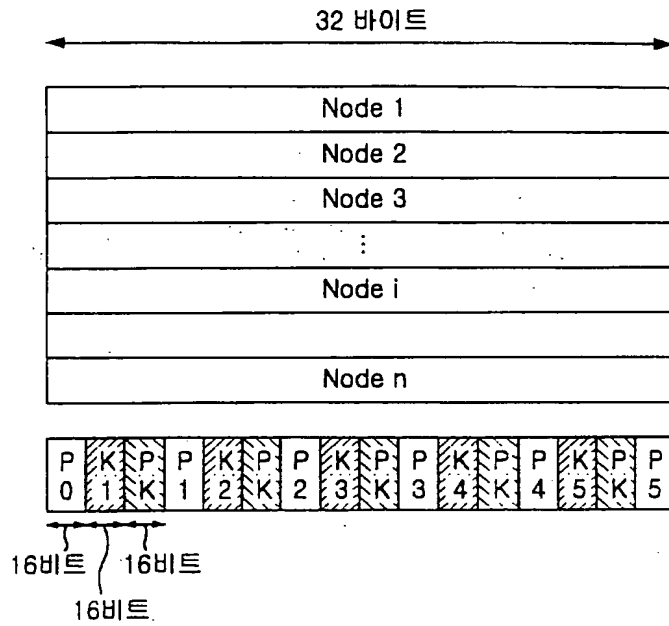 32 바이트
Node 1
Node 2
Node 3
⋮
Node i
Node n
P K P P K P P K P P K P P K P P
0 1 K 1 2 K 2 3 K 3 4 K 4 5 K 5
16비트 16비트
16비트